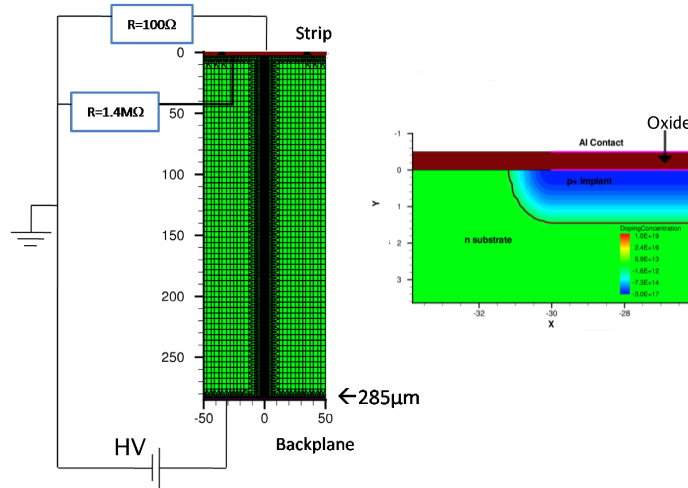 R=100Ω
Strip
0
50
100
150
200
250
-50
0
50
R=1.4MΩ
←285μm
HV
Backplane
Oxide
Al Contact
-1
0
1
2
3
Y
p+ implant
n substrate
DopingConcentration
1.0E+19
2.4E+16
5.8E+13
-1.6E+12
-7.3E+14
-3.0E+17
-32
-30
-28
X